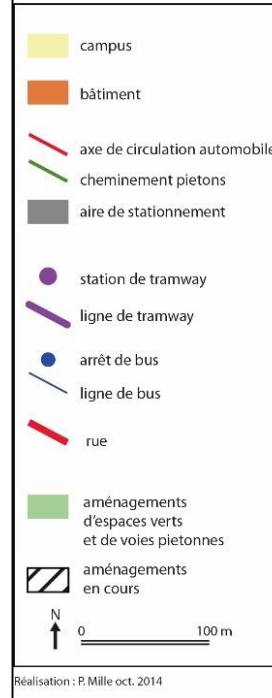 campus
bâtiment
axe de circulation automobile
cheminement pietons
aire de stationnement
station de tramway
ligne de tramway
arrêt de bus
ligne de bus
rue
aménagements
d'espaces verts
et de voies pietonnes
aménagements
en cours
N
0 100 m
Réalisation : P. Mille oct. 2014